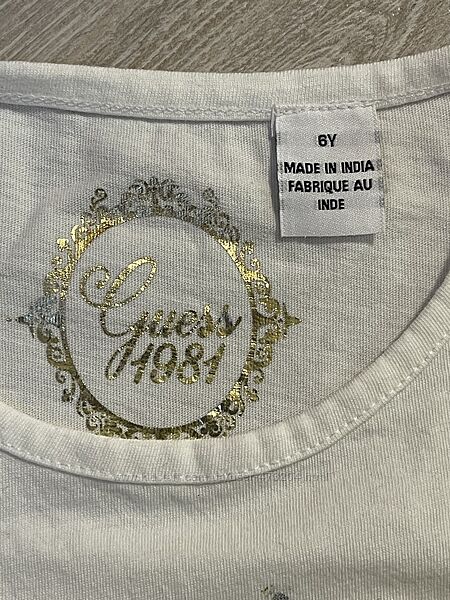 6Y
MADE IN INDIA
FABRIQUE AU
INDE
Guess
1981